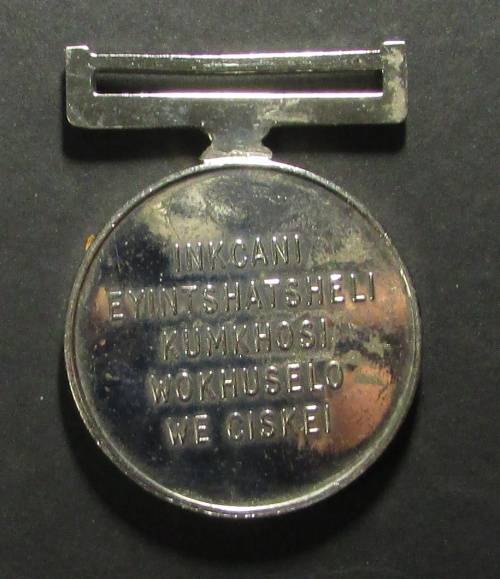 INKCANI
EYINTSHATSHELI
KUMKHOSI
WOKHUSELO
WE CISKEI